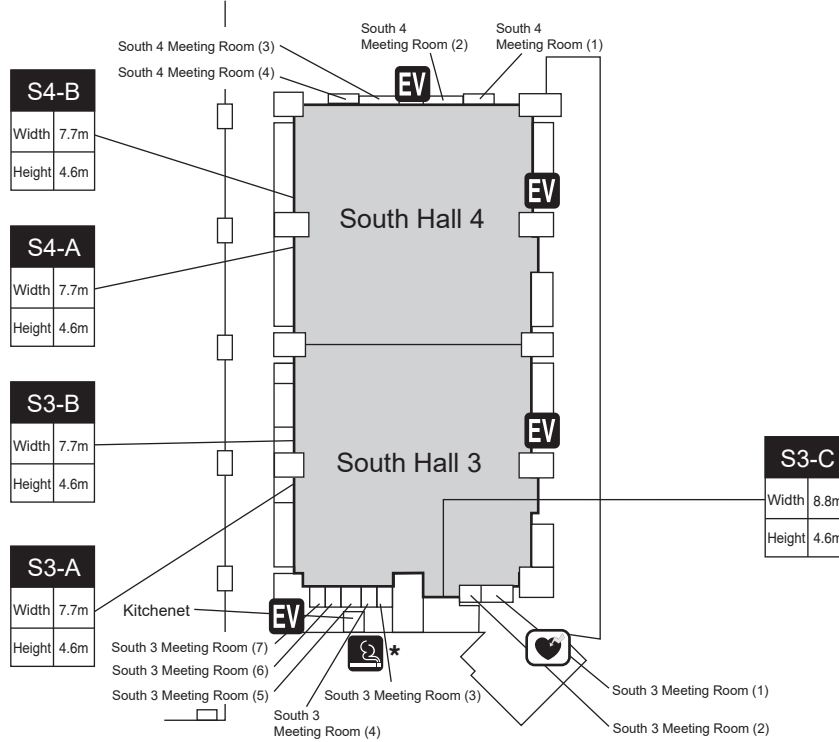 South 4 Meeting Room (3)
South 4 Meeting Room (4)
South 4
Meeting Room (2)
South 4
Meeting Room (1)
EV
S4-B
Width 7.7m
Height 4.6m
EV
South Hall 4
S4-A
Width 7.7m
Height 4.6m
S3-B
Width 7.7m
Height 4.6m
EV
South Hall 3
S3-C
Width 8.8m
Height 4.6m
S3-A
Width 7.7m
Height 4.6m
Kitchenet
EV
*
South 3 Meeting Room (7)
South 3 Meeting Room (6)
South 3 Meeting Room (5)
South 3
Meeting Room (4)
South 3 Meeting Room (3)
South 3 Meeting Room (1)
South 3 Meeting Room (2)